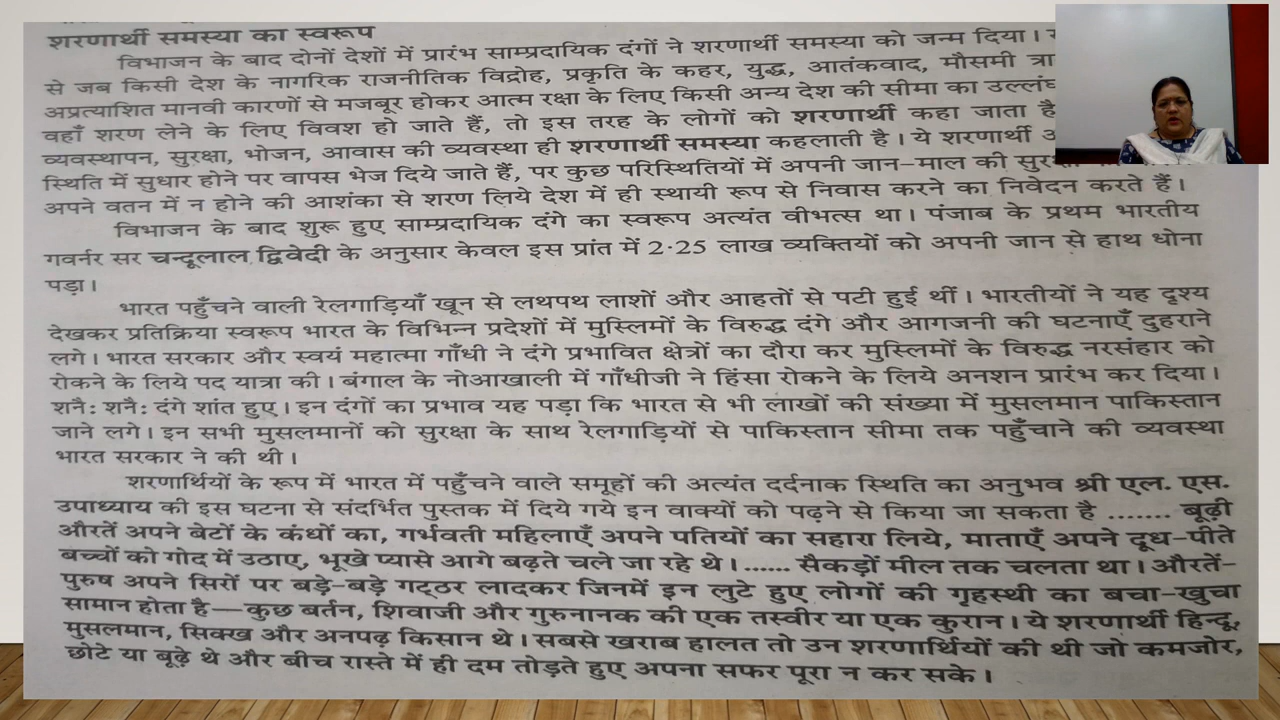 शरणार्थी समस्या का स्वरूप
विभाजन के बाद दोनों देशों में प्रारंभ साम्प्रदायिक दंगों ने शरणार्थी समस्या को जन्म दिया।
से जब किसी देश के नागरिक राजनीतिक विद्रोह, प्रकृति के कहर, युद्ध, आतंकवाद, मौसमी
अप्रत्याशित मानवी कारणों से मजबूर होकर आत्म रक्षा के लिए किसी अन्य देश की सीमा का
वहाँ शरण लेने के लिए विवश हो जाते हैं, तो इस तरह के लोगों को शरणार्थी कहा जाता है
व्यवस्थापन, सुरक्षा, भोजन, आवास की व्यवस्था ही शरणार्थी समस्या कहलाती है। ये शरणार्थी
स्थिति में सुधार होने पर वापस भेज दिये जाते हैं, पर कुछ परिस्थितियों में अपनी जान-माल की
अपने वतन में न होने की आशंका से शरण लिये देश में ही स्थायी रूप से निवास करने का निवेदन करते हैं।
विभाजन के बाद शुरू हुए साम्प्रदायिक दंगे का स्वरूप अत्यंत वीभत्स था। पंजाब के प्रथम भारतीय
गवर्नर सर चन्दूलाल द्विवेदी के अनुसार केवल इस प्रांत में 2·25 लाख व्यक्तियों को अपनी जान से हाथ धोना
पड़ा।
भारत पहुँचने वाली रेलगाड़ियाँ खून से लथपथ लाशों और आहतों से पटी हुई थीं। भारतीयों ने यह दृश्य
देखकर प्रतिक्रिया स्वरूप भारत के विभिन्न प्रदेशों में मुस्लिमों के विरुद्ध दंगे और आगजनी की घटनाएँ दुहराने
लगे। भारत सरकार और स्वयं महात्मा गाँधी ने दंगे प्रभावित क्षेत्रों का दौरा कर मुस्लिमों के विरुद्ध नरसंहार को
रोकने के लिये पद यात्रा की। बंगाल के नोआखाली में गाँधीजी ने हिंसा रोकने के लिये अनशन प्रारंभ कर दिया।
शनै: शनै: दंगे शांत हुए। इन दंगों का प्रभाव यह पड़ा कि भारत से भी लाखों की संख्या में मुसलमान पाकिस्तान
जाने लगे। इन सभी मुसलमानों को सुरक्षा के साथ रेलगाड़ियों से पाकिस्तान सीमा तक पहुँचाने की व्यवस्था
भारत सरकार ने की थी।
शरणार्थियों के रूप में भारत में पहुँचने वाले समूहों की अत्यंत दर्दनाक स्थिति का अनुभव श्री एल. एस.
उपाध्याय की इस घटना से संदर्भित पुस्तक में दिये गये इन वाक्यों को पढ़ने से किया जा सकता है ........ बूढ़ी
औरतें अपने बेटों के कंधों का, गर्भवती महिलाएँ अपने पतियों का सहारा लिये, माताएँ अपने दूध-पीते
बच्चों को गोद में उठाए, भूखे प्यासे आगे बढ़ते चले जा रहे थे। ...... सैकड़ों मील तक चलता था। औरतें-
पुरुष अपने सिरों पर बड़े-बड़े गट्ठर लादकर जिनमें इन लुटे हुए लोगों की गृहस्थी का बचा-खुचा
सामान होता है—कुछ बर्तन, शिवाजी और गुरुनानक की एक तस्वीर या एक कुरान। ये शरणार्थी हिन्दू,
मुसलमान, सिक्ख और अनपढ़ किसान थे। सबसे खराब हालत तो उन शरणार्थियों की थी जो कमजोर,
छोटे या बूढ़े थे और बीच रास्ते में ही दम तोड़ते हुए अपना सफर पूरा न कर सके।